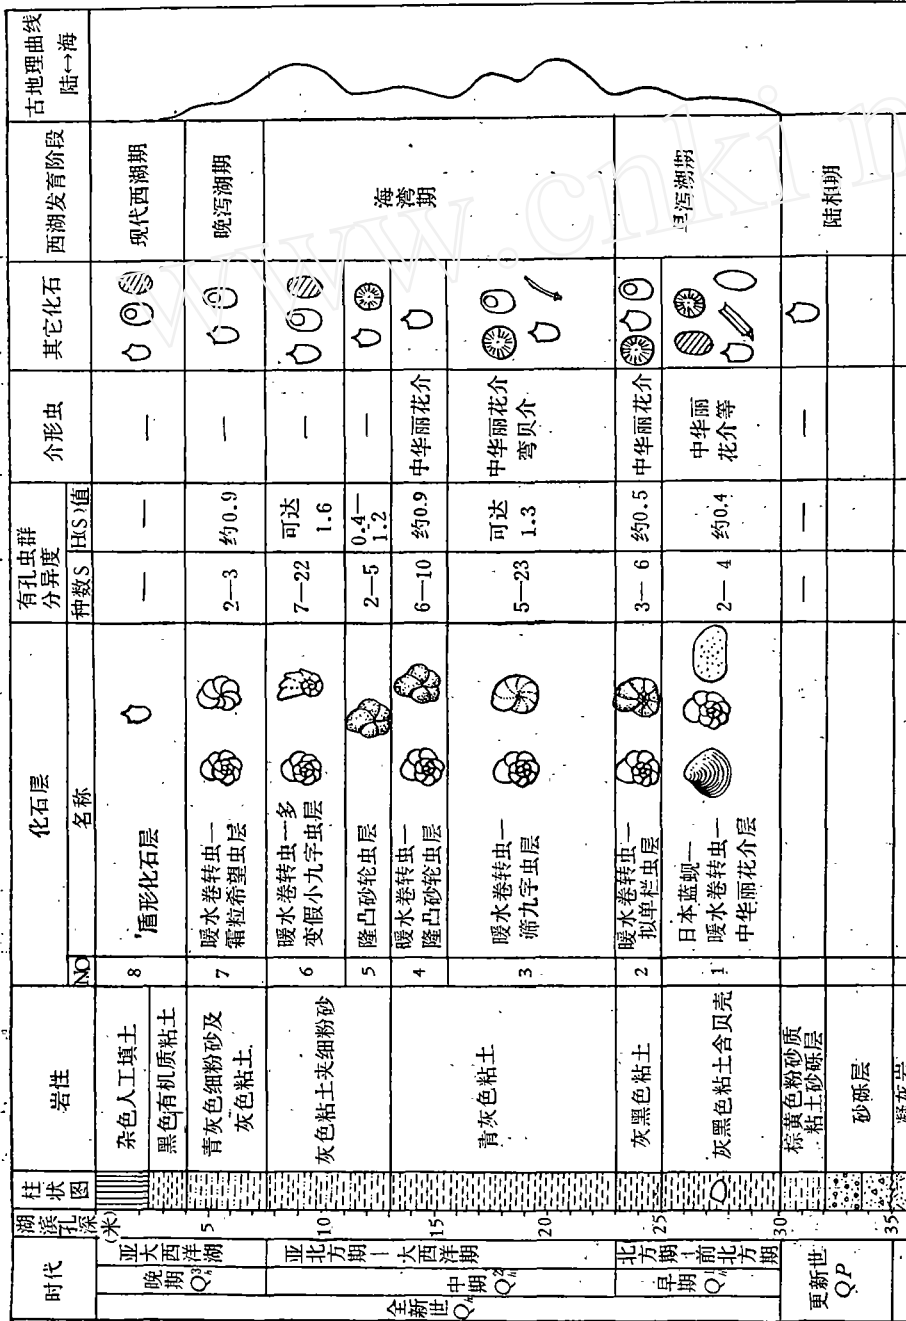 时代
湖滨孔深(米)
柱状图
岩性
化石层
NO
名称
有孔虫群
分异度
种数S
H(S)值
介形虫
其它化石
西湖发育阶段
古地理曲线
陆↔海
全新世
晚期
亚大西洋湖
杂色人工填土
黑色有机质粘土
8
盾形化石层
—
—
—
现代西湖期
5
青灰色细粉砂及
灰色粘土
7
暖水卷转虫—
霜粒希望虫层
2—3
约0.9
—
晚泻湖期
中期
亚北方期—大西洋期
10
灰色粘土夹细粉砂
6
暖水卷转虫—多
变假小九字虫层
7—22
可达
1.6
—
海湾期
5
隆凸砂轮虫层
2—5
0.4—
1.2
—
15
20
青灰色粘土
4
暖水卷转虫—
隆凸砂轮虫层
6—10
约0.9
中华丽花介
3
暖水卷转虫—
筛九字虫层
5—23
可达
1.3
中华丽花介
弯贝介
早期
北方期—前北方期
25
灰黑色粘土
2
暖水卷转虫—
拟单栏虫层
3—6
约0.5
中华丽花介
早泻湖期
灰黑色粘土含贝壳
1
日本蓝蚬—
暖水卷转虫—
中华丽花介层
2—4
约0.4
中华丽
花介等
更新世
QP
30
棕黄色粉砂质
粘土砂砾层
—
—
—
陆相期
砂砾层
35
凝灰岩
www.cnki.n